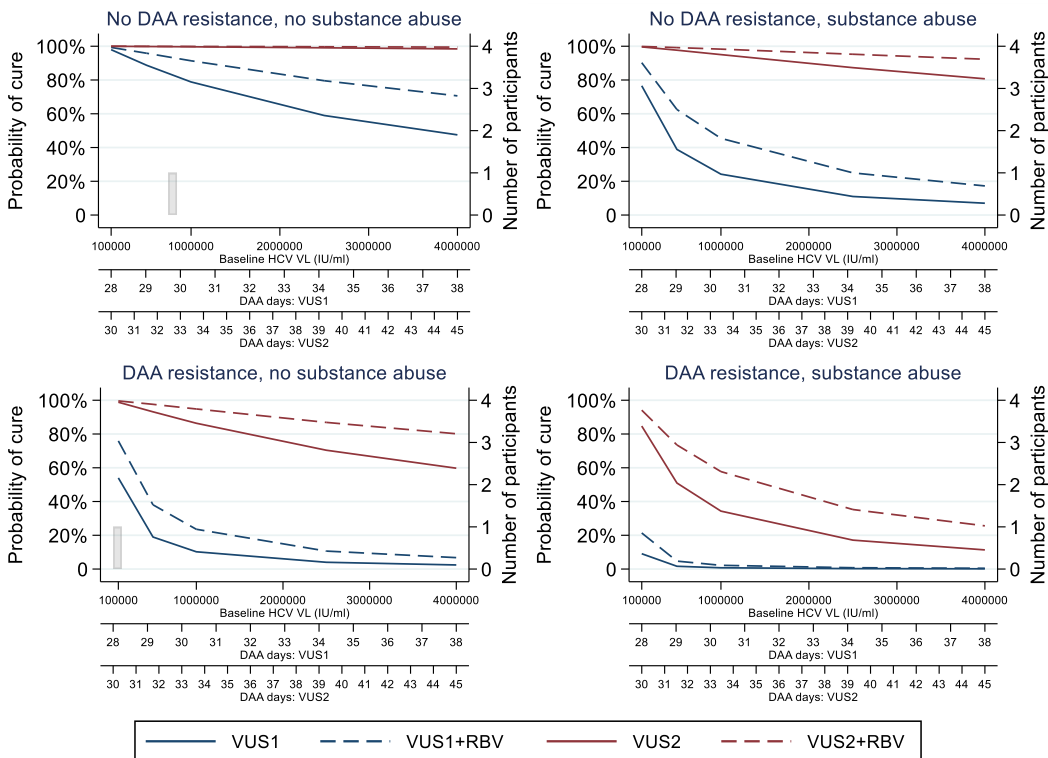 No DAA resistance, no substance abuse
Probability of cure
100%
80%
60%
40%
20%
0
4
3
2
1
0
Number of participants
100000 1000000 2000000 3000000 4000000
Baseline HCV VL (IU/ml)
28 29 30 31 32 33 34 35 36 37 38
DAA days: VUS1
30 31 32 33 34 35 36 37 38 39 40 41 42 43 44 45
DAA days: VUS2
No DAA resistance, substance abuse
Probability of cure
100%
80%
60%
40%
20%
0
4
3
2
1
0
Number of participants
100000 1000000 2000000 3000000 4000000
Baseline HCV VL (IU/ml)
28 29 30 31 32 33 34 35 36 37 38
DAA days: VUS1
30 31 32 33 34 35 36 37 38 39 40 41 42 43 44 45
DAA days: VUS2
DAA resistance, no substance abuse
Probability of cure
100%
80%
60%
40%
20%
0
4
3
2
1
0
Number of participants
100000 1000000 2000000 3000000 4000000
Baseline HCV VL (IU/ml)
28 29 30 31 32 33 34 35 36 37 38
DAA days: VUS1
30 31 32 33 34 35 36 37 38 39 40 41 42 43 44 45
DAA days: VUS2
DAA resistance, substance abuse
Probability of cure
100%
80%
60%
40%
20%
0
4
3
2
1
0
Number of participants
100000 1000000 2000000 3000000 4000000
Baseline HCV VL (IU/ml)
28 29 30 31 32 33 34 35 36 37 38
DAA days: VUS1
30 31 32 33 34 35 36 37 38 39 40 41 42 43 44 45
DAA days: VUS2
VUS1 VUS1+RBV VUS2 VUS2+RBV